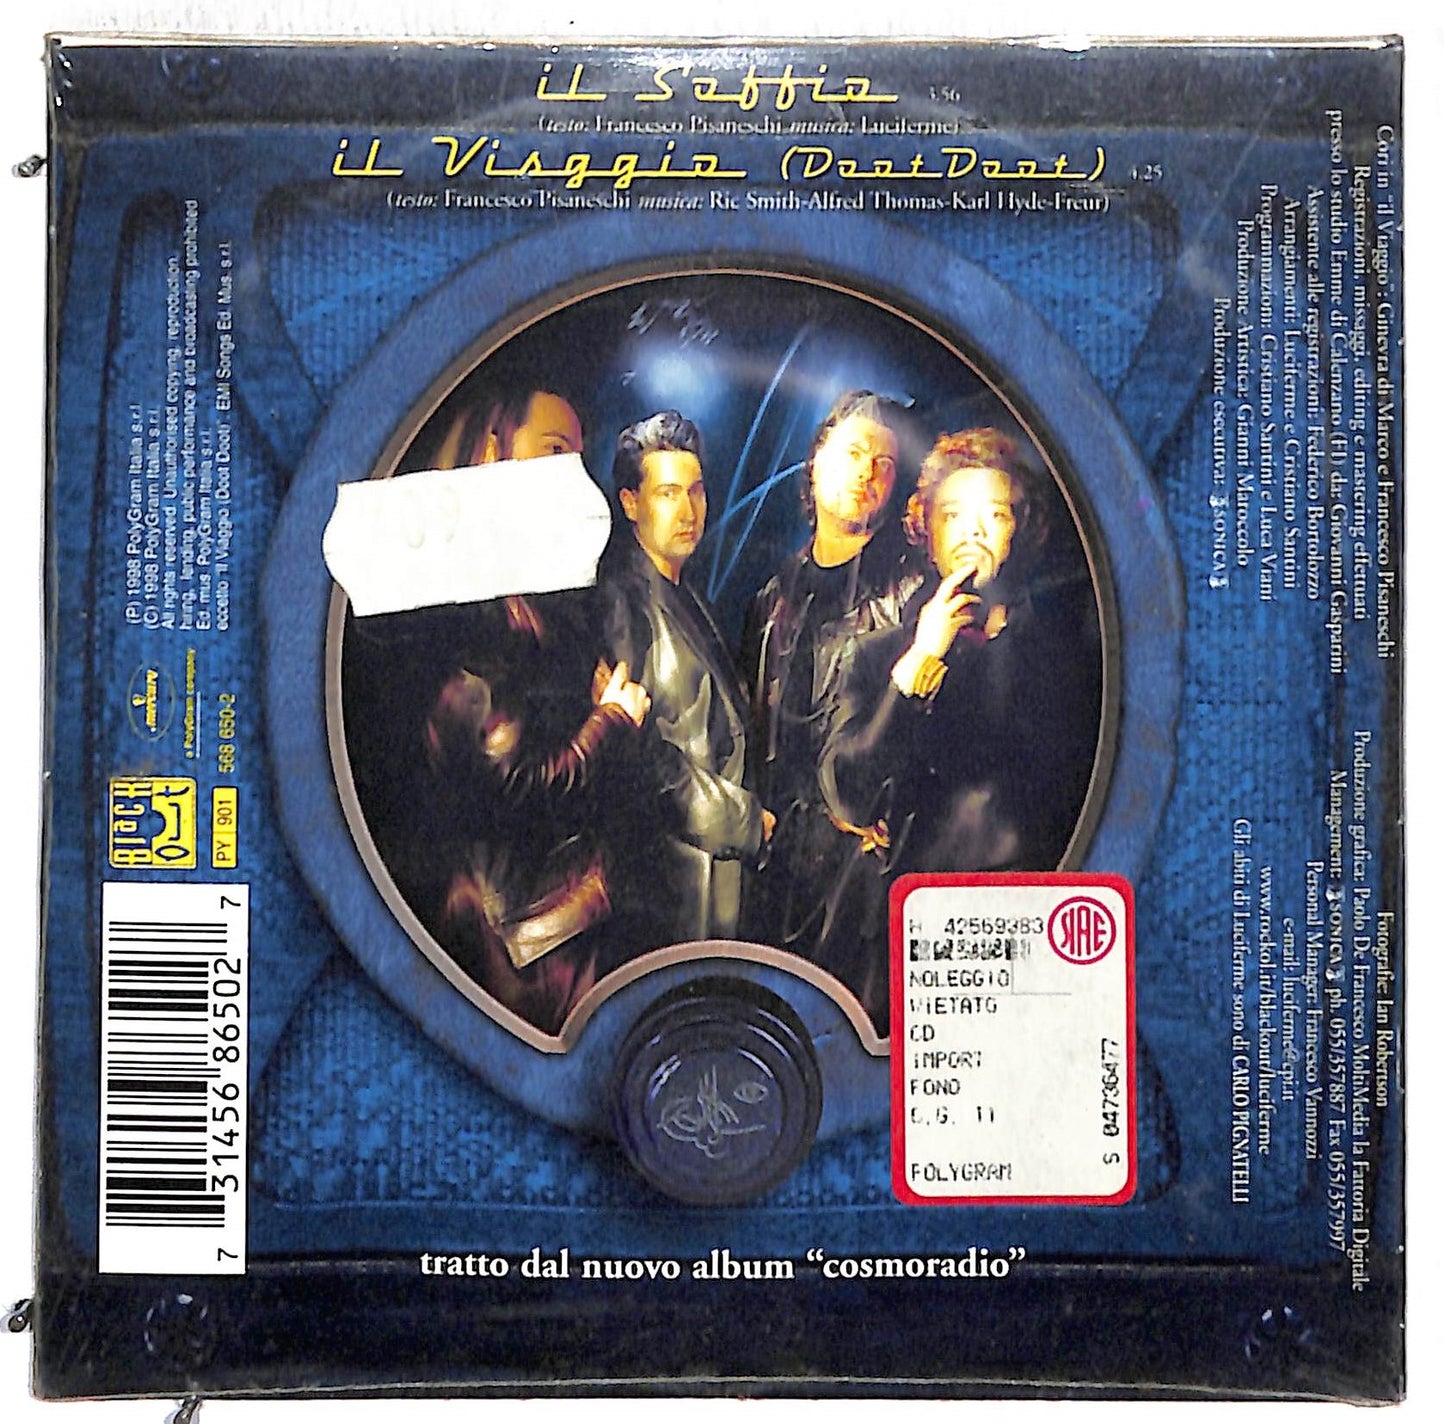 il Soffio 3.56
(testo: Francesco Pisaneschi musica: Luciferme)
il Viaggio (Doot Doot) 4.25
(testo: Francesco Pisaneschi musica: Ric Smith-Alfred Thomas-Karl Hyde-Freur)
Cori in "il Viaggio": Ginevra di Marco e Francesco Pisaneschi
Registrazioni, missaggi, editing e mastering effettuati
presso lo studio Emme di Calenzano (FI) da Giovanni Gasparini
Assistente alle registrazioni: Federico Bortolozzo
Arrangiamenti: Luciferme e Cristiano Santini
Programmazioni: Cristiano Santini e Luca Viani
Produzione Artistica: Gianni Maroccolo
Produzione esecutiva: SONICA
Fotografie: Ian Robertson
Produzione grafica: Paolo De Francesco MoltiMedia la Fattoria Digitale
Management: SONICA ph. 055/357887 Fax 055/357997
Personal Manager: Francesco Vannozzi
e-mail: luciferme@cpi.it
www.rockol.it/blackout/luciferme
Gli abiti di Luciferme sono di CARLO PIGNATELLI
(P) 1998 PolyGram Italia s.r.l
(C) 1998 PolyGram Italia s.r.l.
All rights reserved. Unauthorised copying, reproduction,
hiring, lending, public performance and broadcasting prohibited
Ed. mus. PolyGram Italia s.r.l.
eccetto "il Viaggio (Doot Doot)" EMI Songs Ed. Mus. s.r.l.
mercury
a PolyGram company
Black Out
568 650-2
PY 901
7 31456 86502 7
H 42569383
SIAE
NOLEGGIO
VIETATO
CD
IMPORT
FONO
C.G. 11
POLYGRAM
S 04736477
tratto dal nuovo album “cosmoradio”